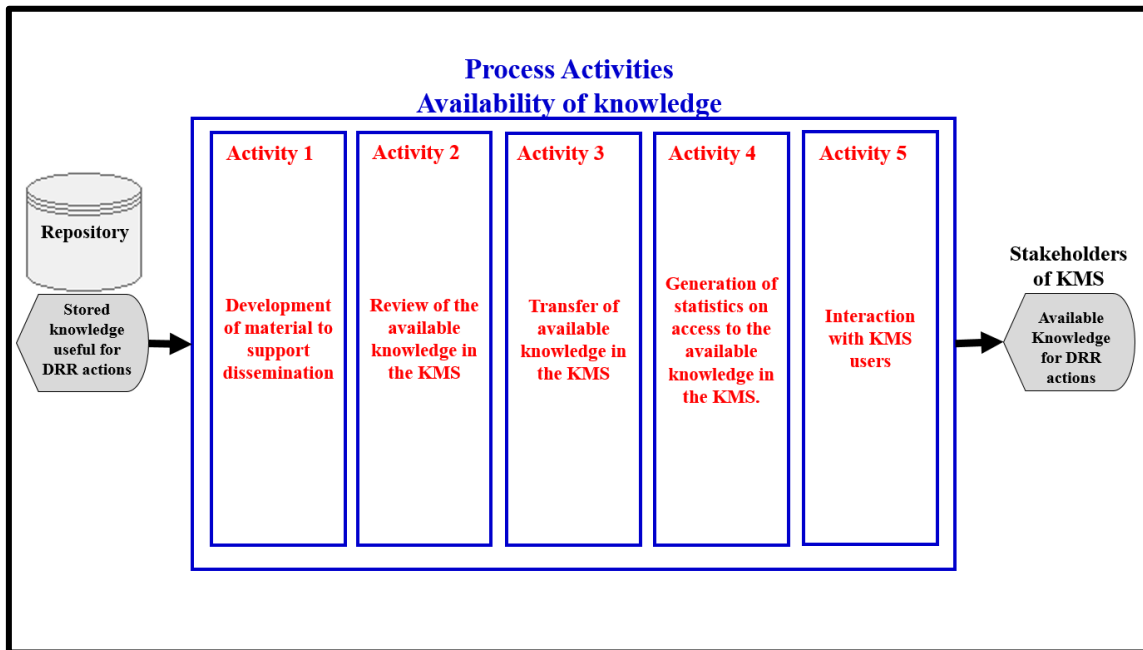 Process Activities
Availability of knowledge
Repository
Stored
knowledge
useful for
DRR actions
Activity 1
Development
of material to
support
dissemination
Activity 2
Review of the
available
knowledge in
the KMS
Activity 3
Transfer of
available
knowledge in
the KMS
Activity 4
Generation of
statistics on
access to the
available
knowledge in
the KMS.
Activity 5
Interaction
with KMS
users
Stakeholders
of KMS
Available
Knowledge
for DRR
actions